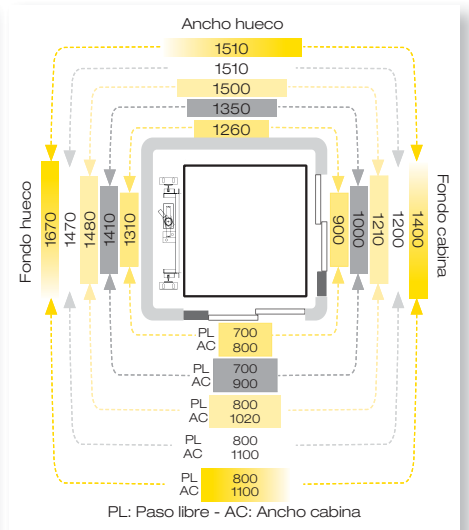 Ancho hueco
1510
1510
1500
1350
1260
Fondo hueco
1670
1470
1480
1410
1310
900
1000
1210
1200
1400
Fondo cabina
PL 700
AC 800
PL 700
AC 900
PL 800
AC 1020
PL 800
AC 1100
PL 800
AC 1100
PL: Paso libre - AC: Ancho cabina